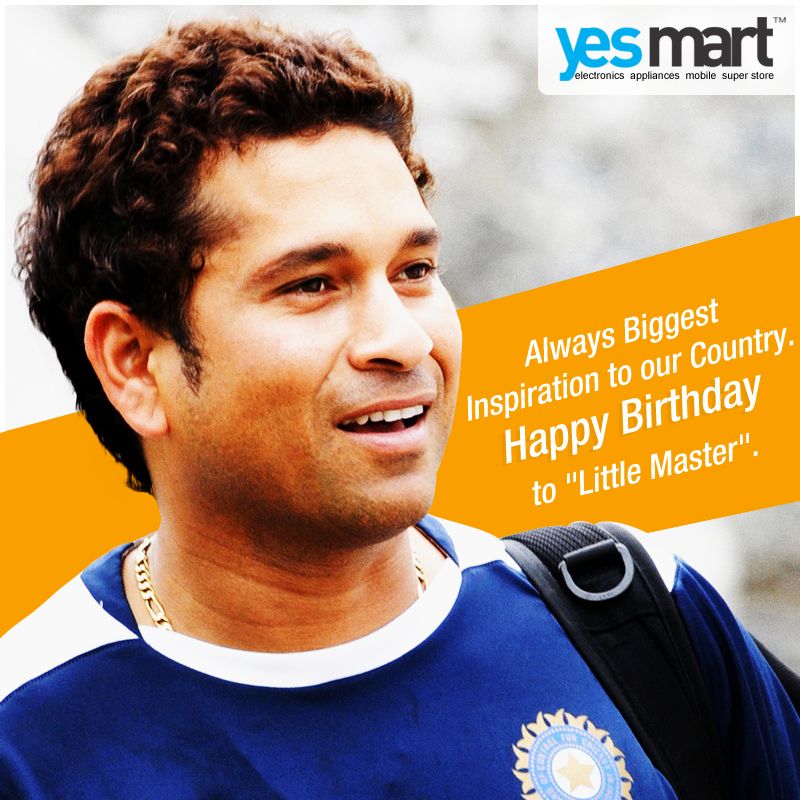 yes mart™
electronics appliances mobile super store
Always Biggest
Inspiration to our Country.
Happy Birthday
to "Little Master".